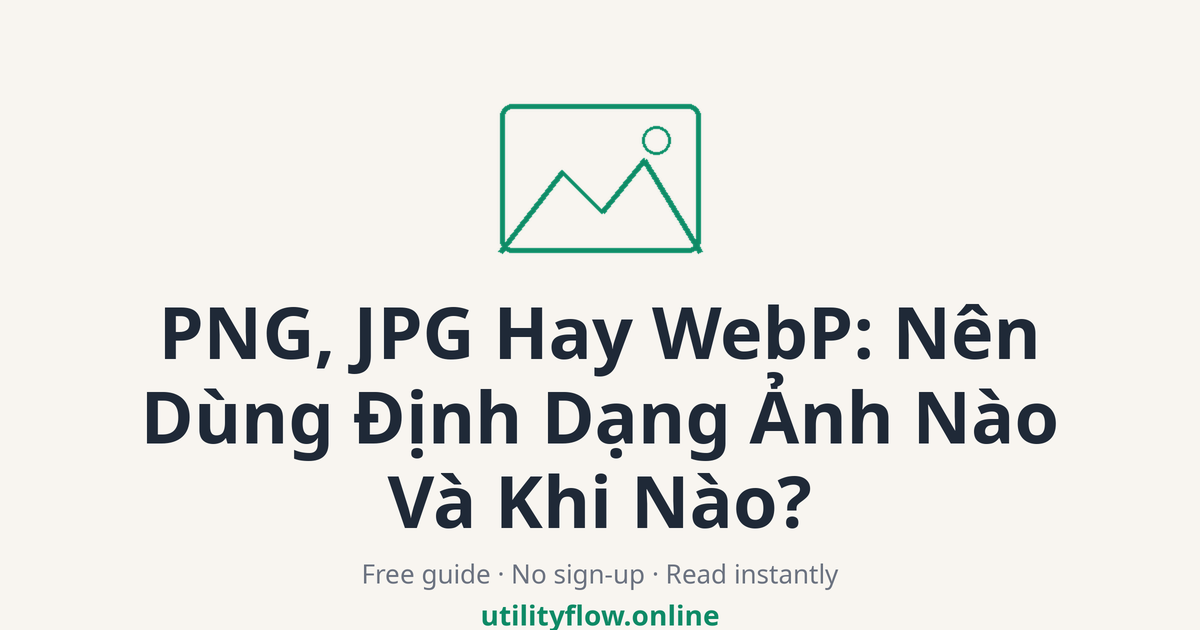 PNG, JPG Hay WebP: Nên
Dùng Định Dạng Ảnh Nào
Và Khi Nào?
Free guide · No sign-up · Read instantly
utilityflow.online